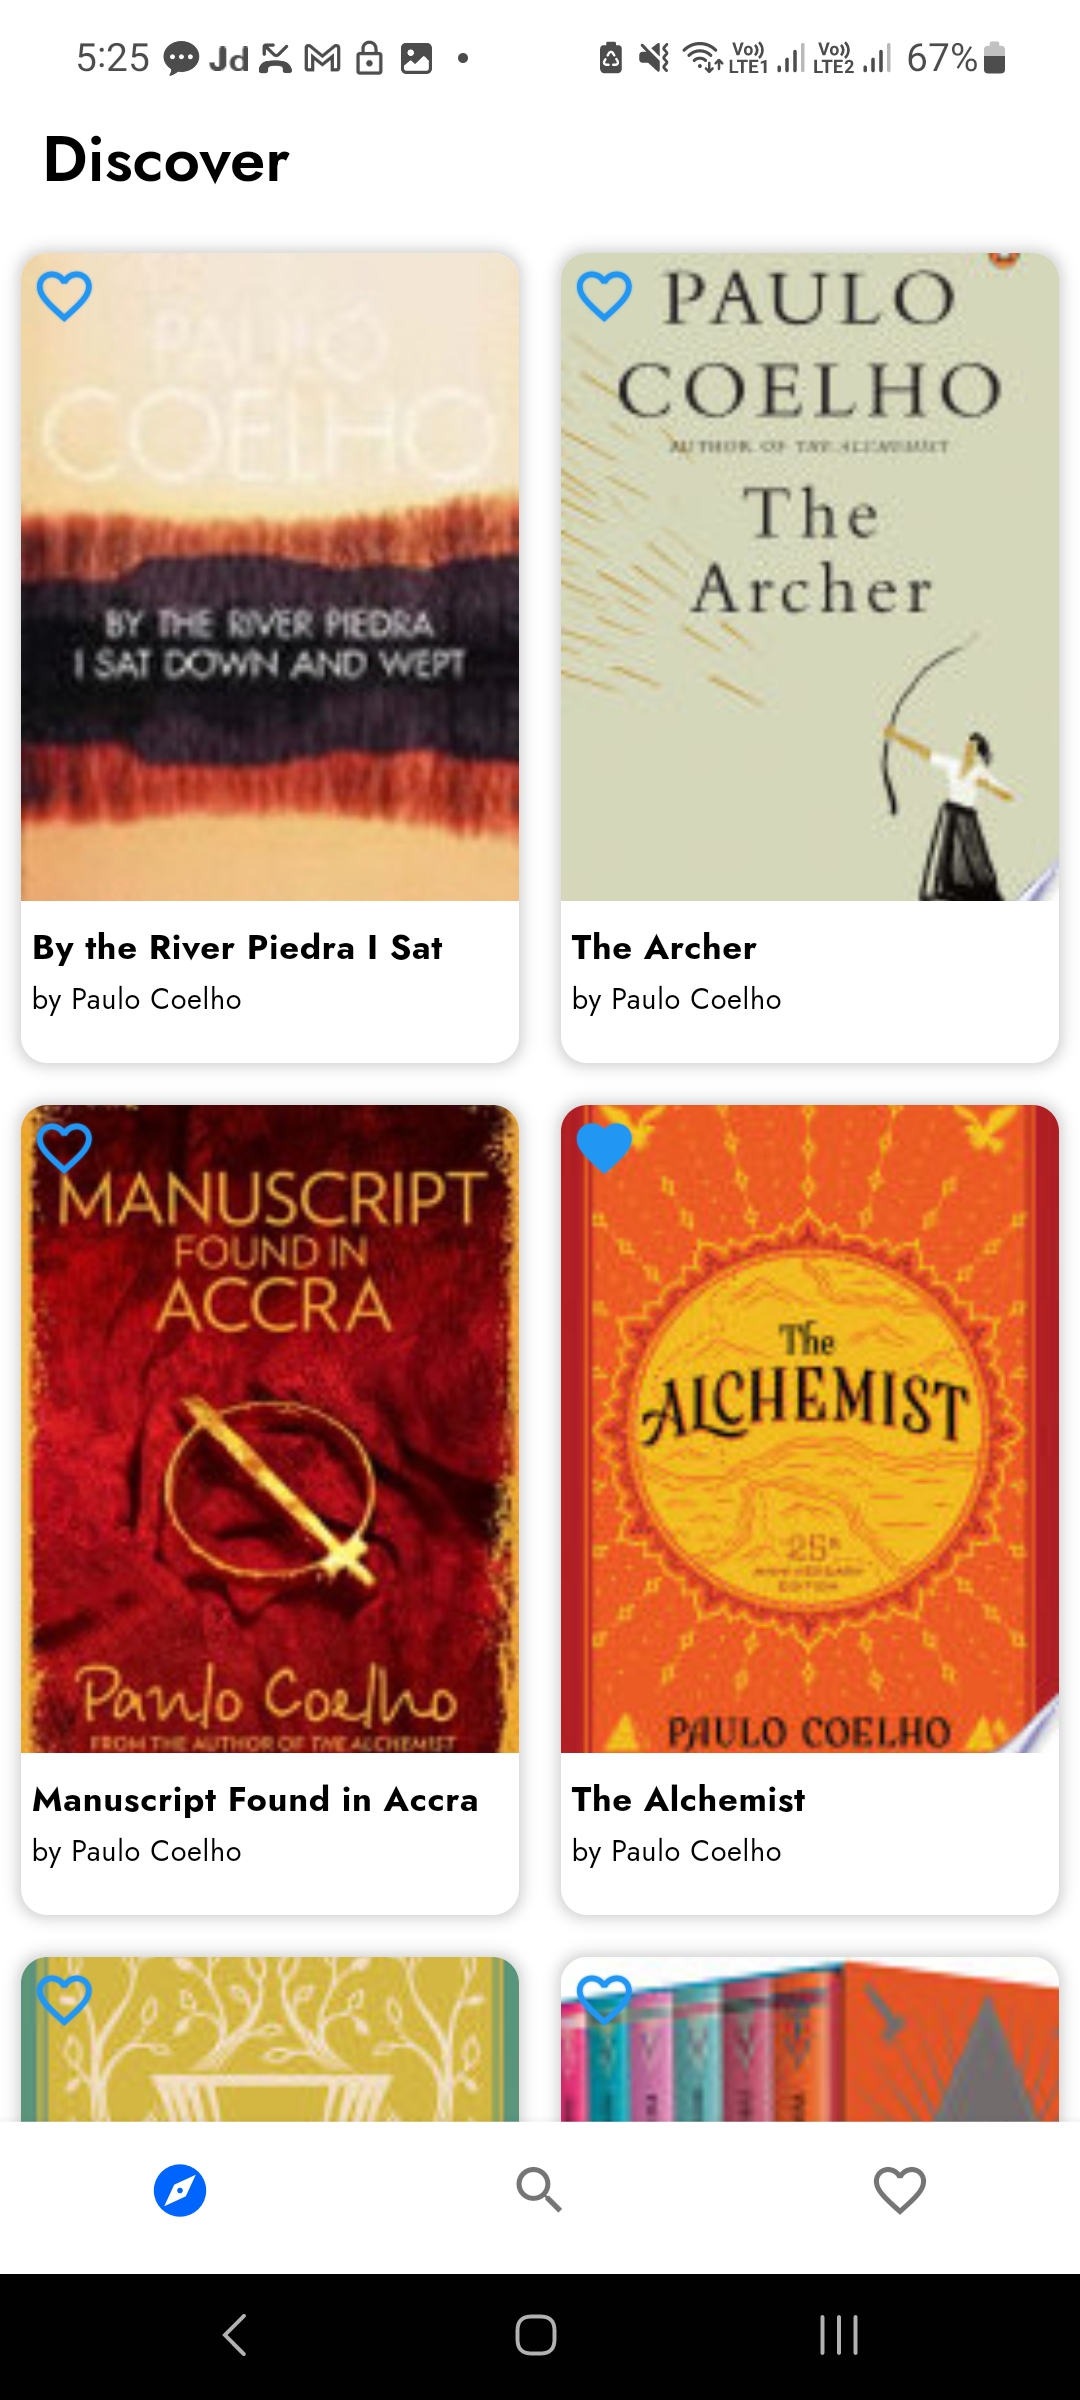 5:25 Jd Vo)) LTE1 Vo)) LTE2 67%
Discover
PAULO
COELHO
BY THE RIVER PIEDRA
I SAT DOWN AND WEPT
By the River Piedra I Sat
by Paulo Coelho
PAULO
COELHO
AUTHOR OF THE ALCHEMIST
The
Archer
The Archer
by Paulo Coelho
MANUSCRIPT
FOUND IN
ACCRA
Paulo Coelho
FROM THE AUTHOR OF THE ALCHEMIST
Manuscript Found in Accra
by Paulo Coelho
The
ALCHEMIST
25th
ANNIVERSARY
EDITION
PAULO COELHO
The Alchemist
by Paulo Coelho